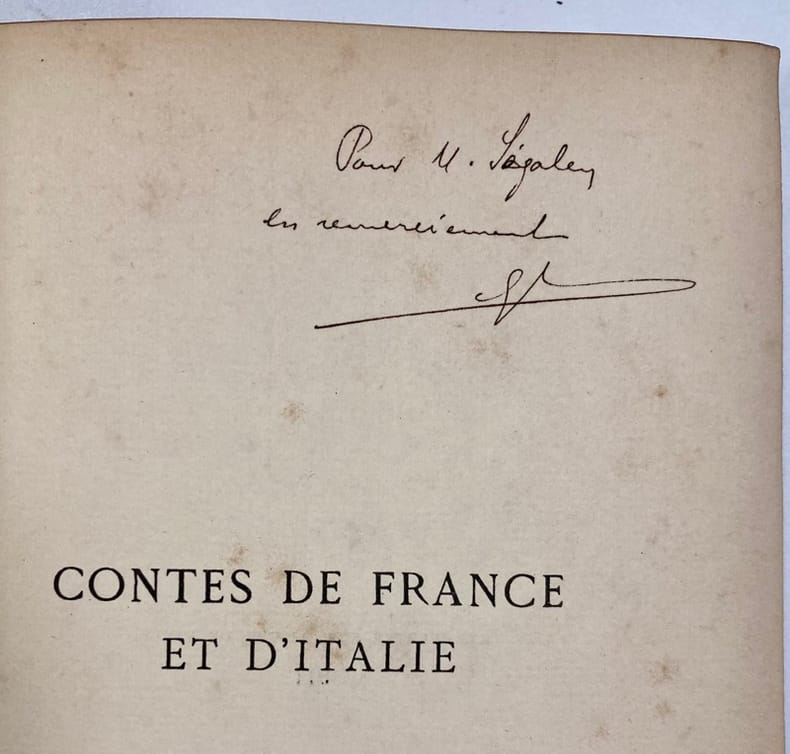 Pour M. Ségalen
en remerciement
CONTES DE FRANCE
ET D'ITALIE